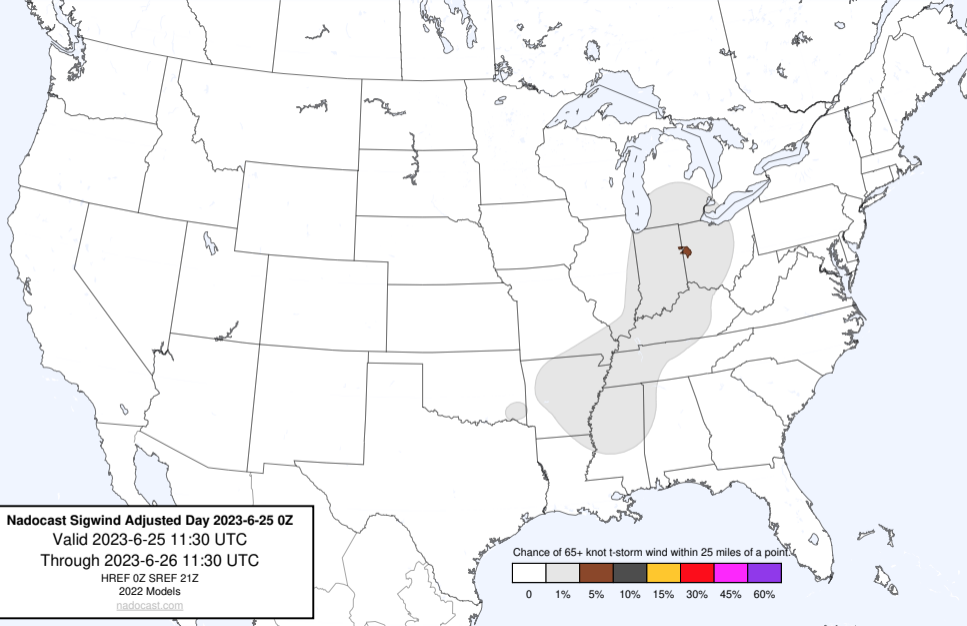 Nadocast Sigwind Adjusted Day 2023-6-25 0Z
Valid 2023-6-25 11:30 UTC
Through 2023-6-26 11:30 UTC
HREF 0Z SREF 21Z
2022 Models
nadocast.com
Chance of 65+ knot t-storm wind within 25 miles of a point.
0 1% 5% 10% 15% 30% 45% 60%